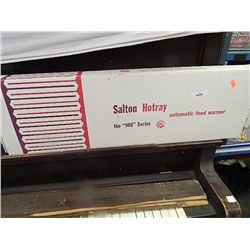 Salton Hotray
automatic food warmer
the "900" Series